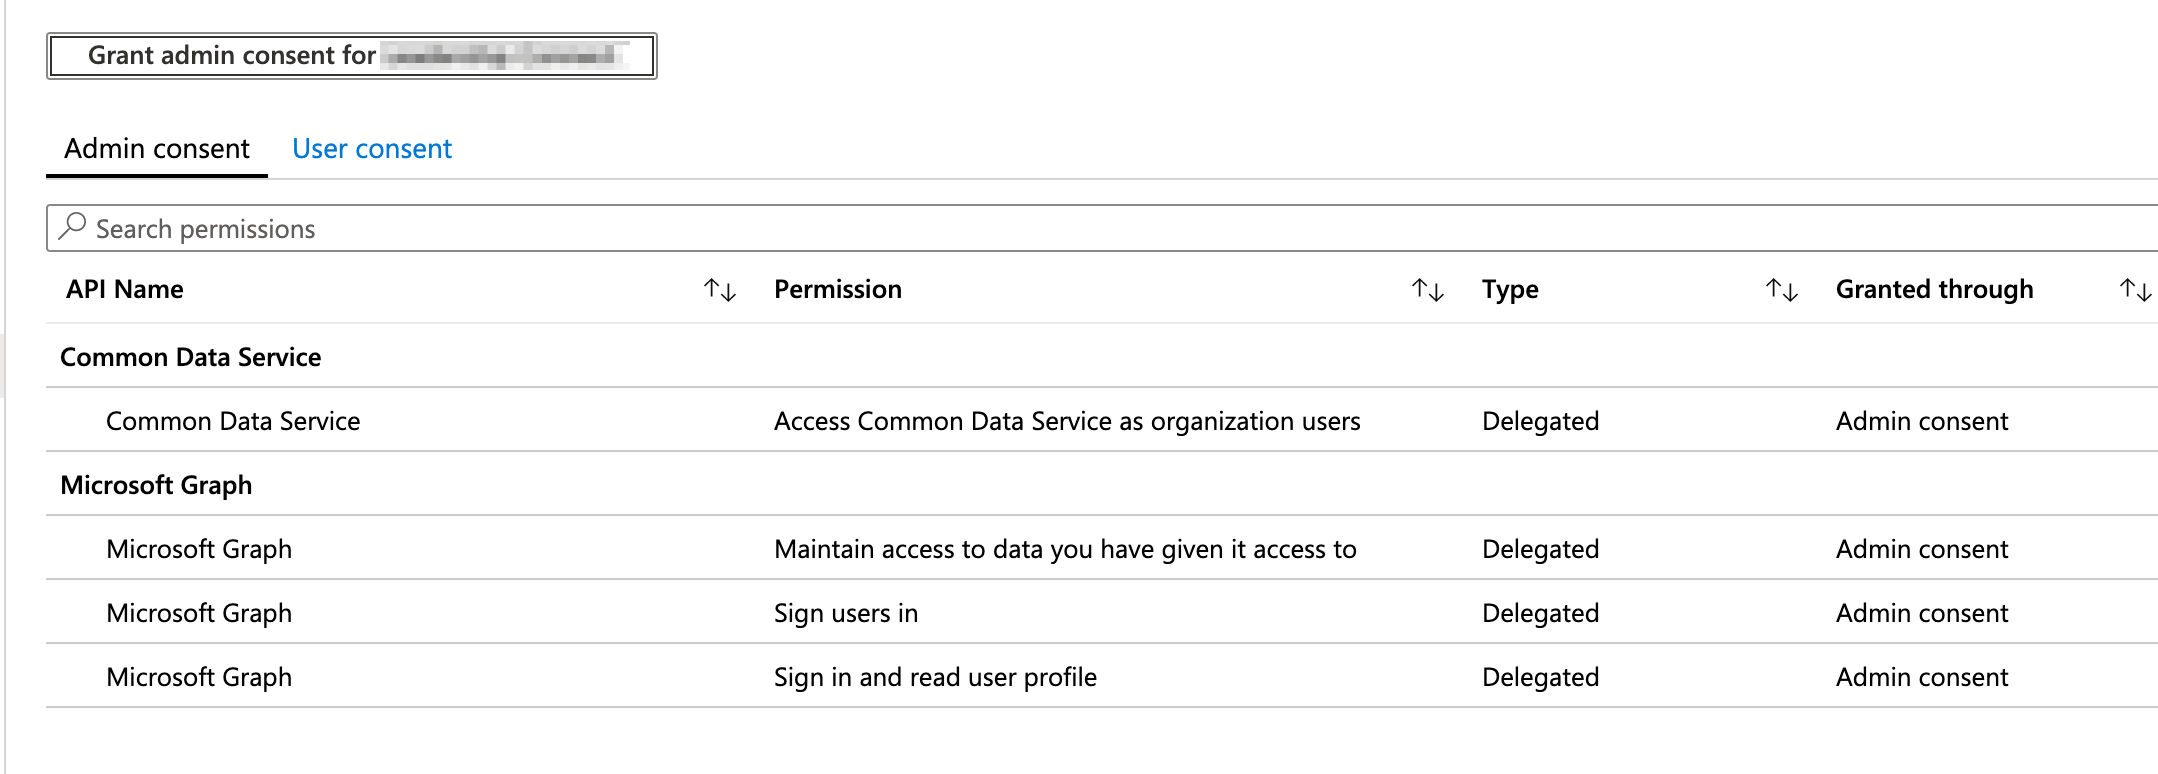 Grant admin consent for
Admin consent User consent
Search permissions
API Name Permission Type Granted through
Common Data Service
Common Data Service Access Common Data Service as organization users Delegated Admin consent
Microsoft Graph
Microsoft Graph Maintain access to data you have given it access to Delegated Admin consent
Microsoft Graph Sign users in Delegated Admin consent
Microsoft Graph Sign in and read user profile Delegated Admin consent